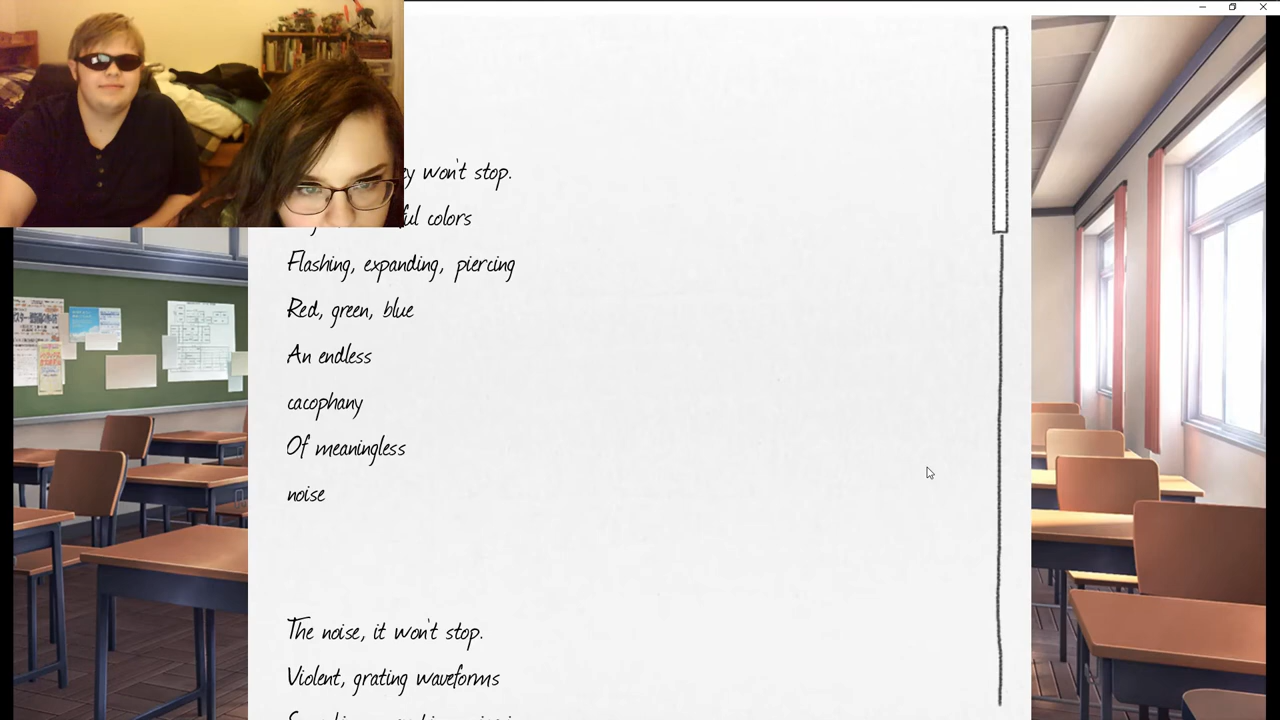 won't stop.
colors
Flashing, expanding, piercing
Red, green, blue
An endless
cacophany
Of meaningless
noise
The noise, it won't stop.
Violent, grating waveforms